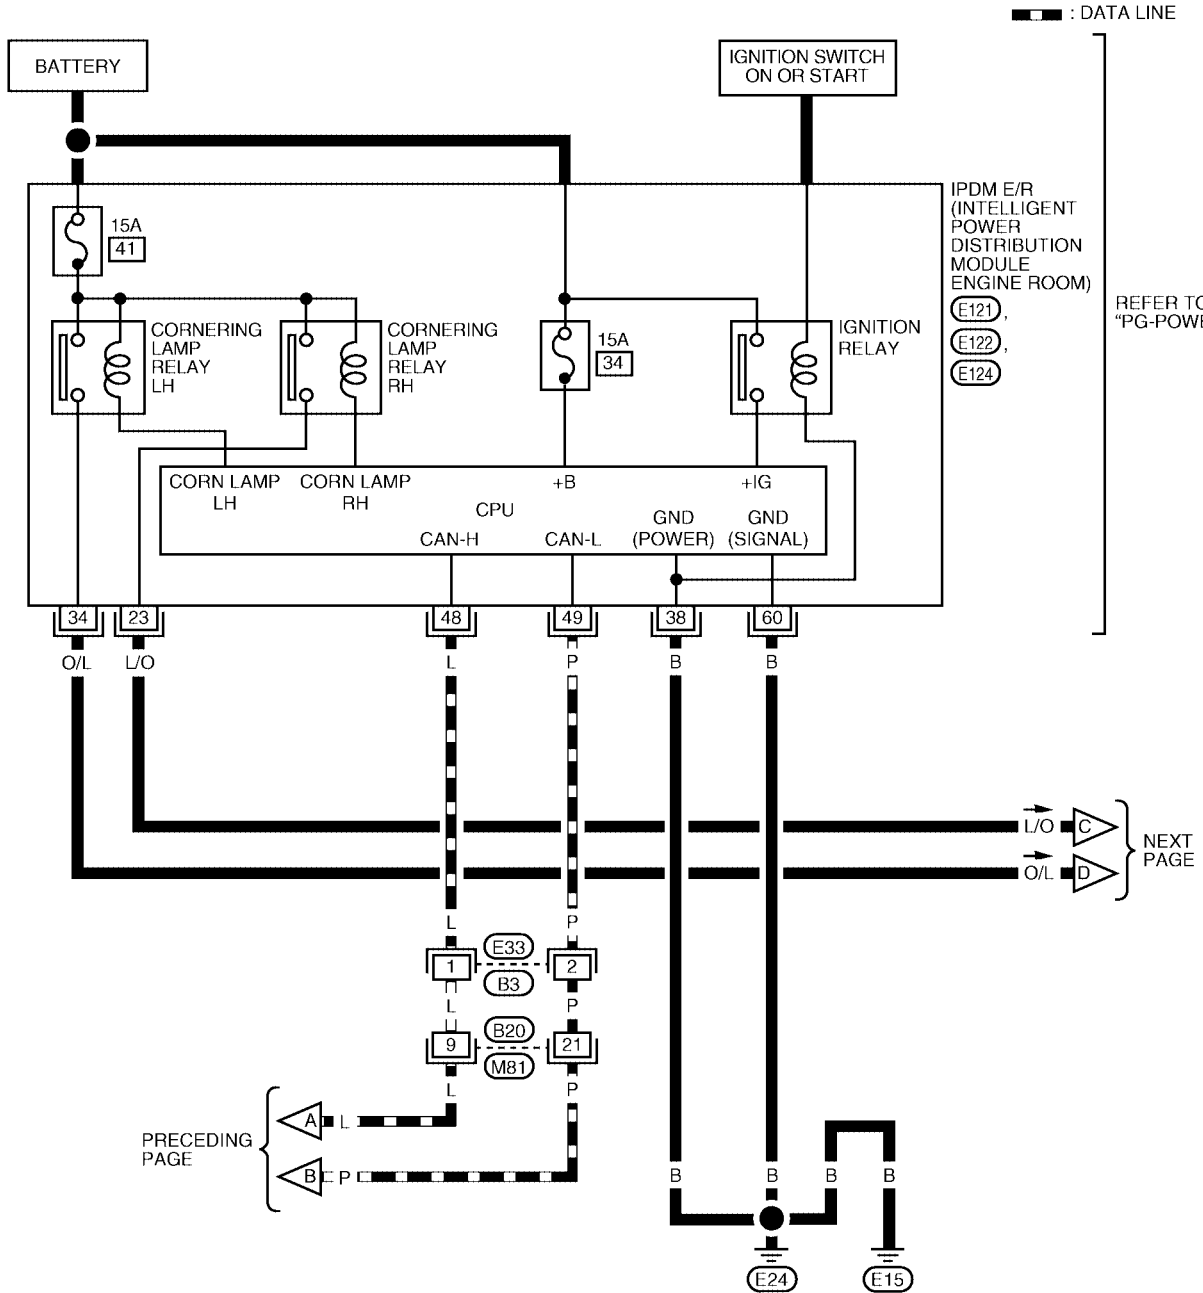 : DATA LINE
BATTERY
IGNITION SWITCH
ON OR START
IPDM E/R
(INTELLIGENT
POWER
DISTRIBUTION
MODULE
ENGINE ROOM)
E121 ,
E122 ,
E124
REFER TO
"PG-POWE
15A
41
CORNERING
LAMP
RELAY
LH
CORNERING
LAMP
RELAY
RH
15A
34
IGNITION
RELAY
CORN LAMP
LH
CORN LAMP
RH
+B
+IG
CPU
GND
(POWER)
GND
(SIGNAL)
CAN-H
CAN-L
34
23
48
49
38
60
O/L
L/O
L
P
B
B
L/O
C
O/L
D
NEXT
PAGE
L
P
1
E33
B3
2
L
P
9
B20
M81
21
L
P
A
L
B
P
PRECEDING
PAGE
B
B
B
B
E24
E15